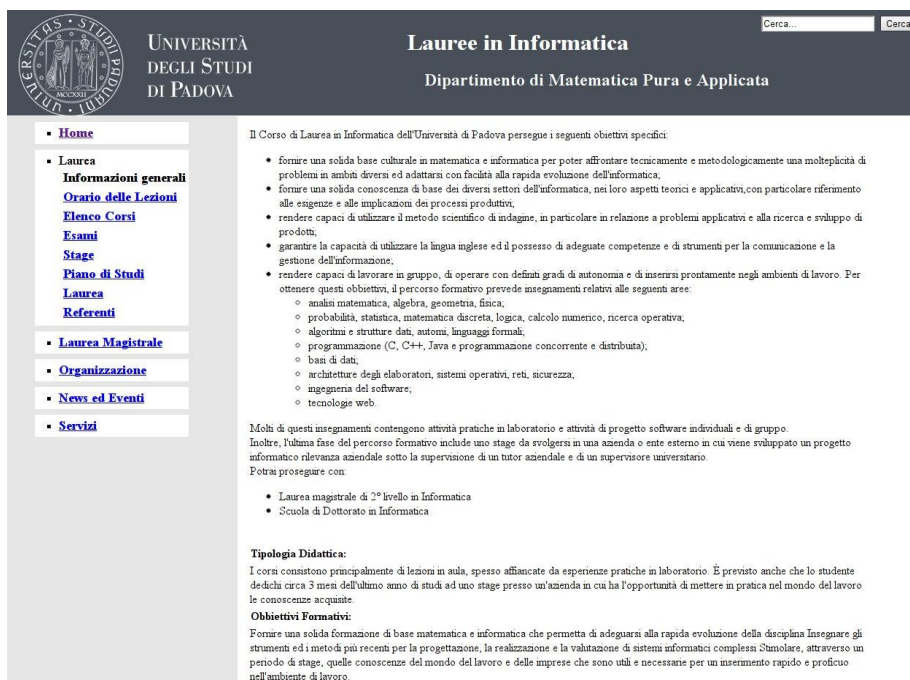 UNIVERSITAS STUDII PADUANI
MCCXXII
UNIVERSITÀ
DEGLI STUDI
DI PADOVA
Lauree in Informatica
Dipartimento di Matematica Pura e Applicata
Cerca...
Cerca
Home
Laurea
Informazioni generali
Orario delle Lezioni
Elenco Corsi
Esami
Stage
Piano di Studi
Laurea
Referenti
Laurea Magistrale
Organizzazione
News ed Eventi
Servizi
Il Corso di Laurea in Informatica dell'Università di Padova persegue i seguenti obiettivi specifici:
fornire una solida base culturale in matematica e informatica per poter affrontare tecnicamente e metodologicamente una molteplicità di
problemi in ambiti diversi ed adattarsi con facilità alla rapida evoluzione dell'informatica;
fornire una solida conoscenza di base dei diversi settori dell'informatica, nei loro aspetti teorici e applicativi,con particolare riferimento
alle esigenze e alle implicazioni dei processi produttivi;
rendere capaci di utilizzare il metodo scientifico di indagine, in particolare in relazione a problemi applicativi e alla ricerca e sviluppo di
prodotti;
garantire la capacità di utilizzare la lingua inglese ed il possesso di adeguate competenze e di strumenti per la comunicazione e la
gestione dell'informazione;
rendere capaci di lavorare in gruppo, di operare con definiti gradi di autonomia e di inserirsi prontamente negli ambienti di lavoro. Per
ottenere questi obbiettivi, il percorso formativo prevede insegnamenti relativi alle seguenti aree:
analisi matematica, algebra, geometria, fisica;
probabilità, statistica, matematica discreta, logica, calcolo numerico, ricerca operativa;
algoritmi e strutture dati, automi, linguaggi formali;
programmazione (C, C++, Java e programmazione concorrente e distribuita);
basi di dati;
architetture degli elaboratori, sistemi operativi, reti, sicurezza;
ingegneria del software;
tecnologie web.
Molti di questi insegnamenti contengono attività pratiche in laboratorio e attività di progetto software individuali e di gruppo.
Inoltre, l'ultima fase del percorso formativo include uno stage da svolgersi in una azienda o ente esterno in cui viene sviluppato un progetto
informatico rilevanza aziendale sotto la supervisione di un tutor aziendale e di un supervisore universitario.
Potrai proseguire con:
Laurea magistrale di 2° livello in Informatica
Scuola di Dottorato in Informatica
Tipologia Didattica:
I corsi consistono principalmente di lezioni in aula, spesso affiancate da esperienze pratiche in laboratorio. È previsto anche che lo studente
dedichi circa 3 mesi dell'ultimo anno di studi ad uno stage presso un'azienda in cui ha l'opportunità di mettere in pratica nel mondo del lavoro
le conoscenze acquisite.
Obbiettivi Formativi:
Fornire una solida formazione di base matematica e informatica che permetta di adeguarsi alla rapida evoluzione della disciplina Insegnare gli
strumenti ed i metodi più recenti per la progettazione, la realizzazione e la valutazione di sistemi informatici complessi Stimolare, attraverso un
periodo di stage, quelle conoscenze del mondo del lavoro e delle imprese che sono utili e necessarie per un inserimento rapido e proficuo
nell'ambiente di lavoro.